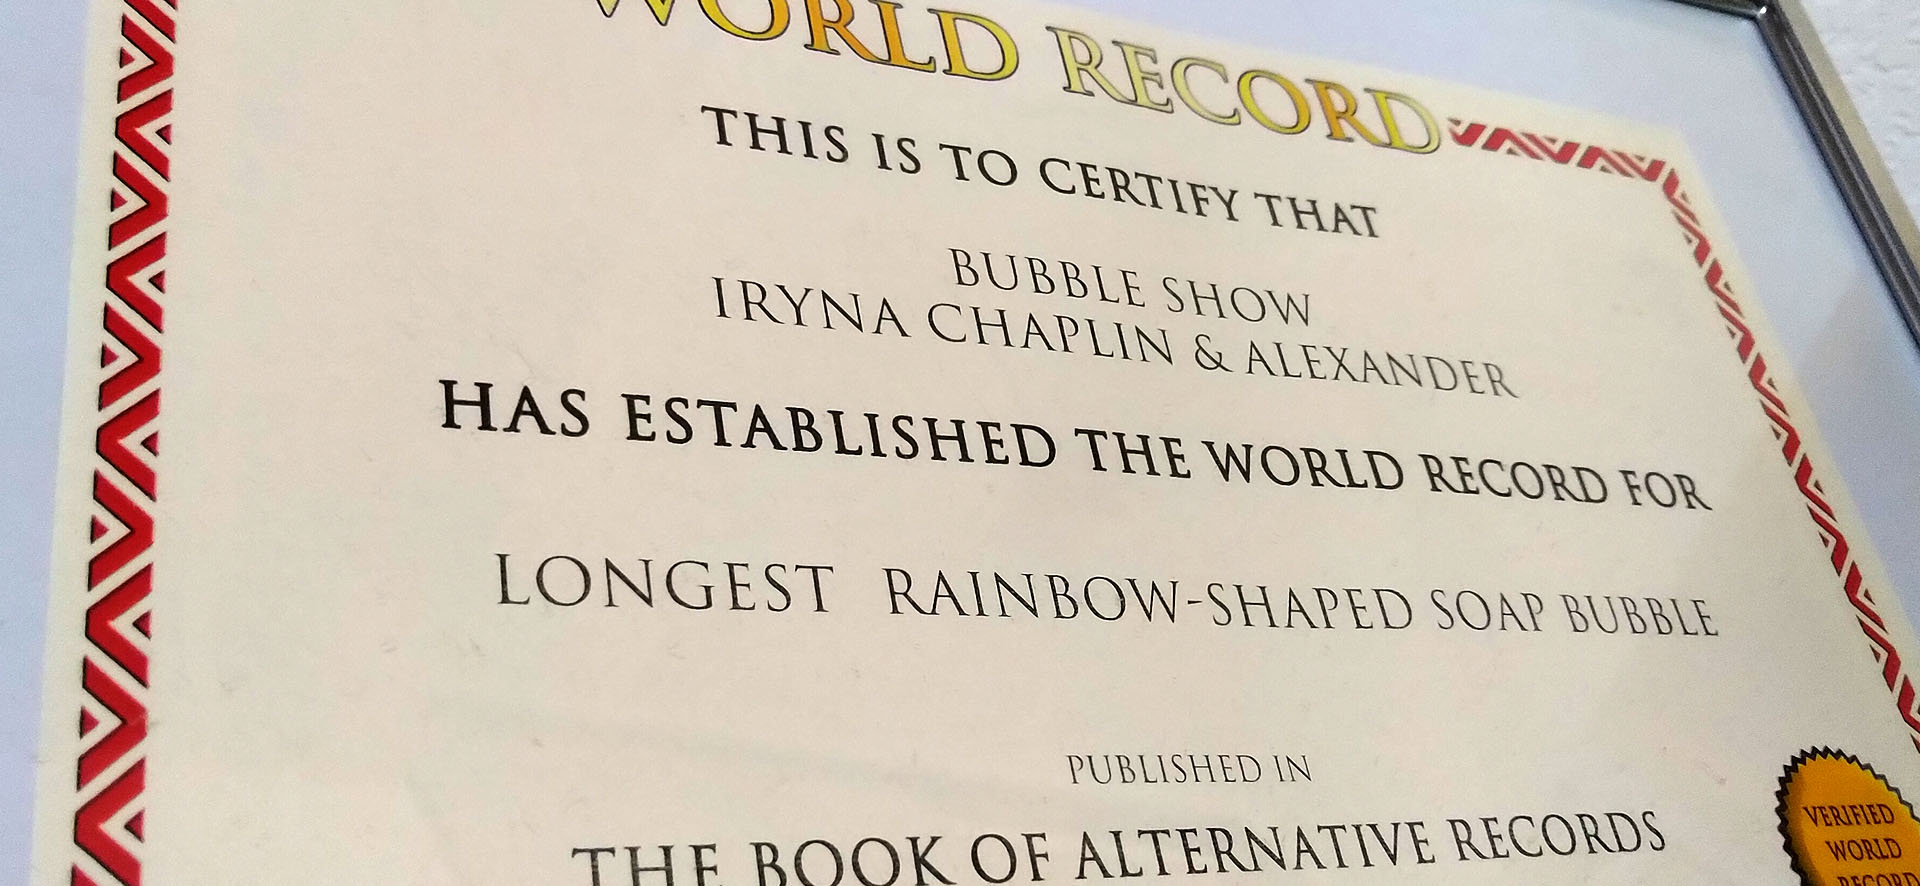 WORLD RECORD
THIS IS TO CERTIFY THAT
BUBBLE SHOW
IRYNA CHAPLIN & ALEXANDER
HAS ESTABLISHED THE WORLD RECORD FOR
LONGEST RAINBOW-SHAPED SOAP BUBBLE
PUBLISHED IN
THE BOOK OF ALTERNATIVE RECORDS
VERIFIED
WORLD
RECORD